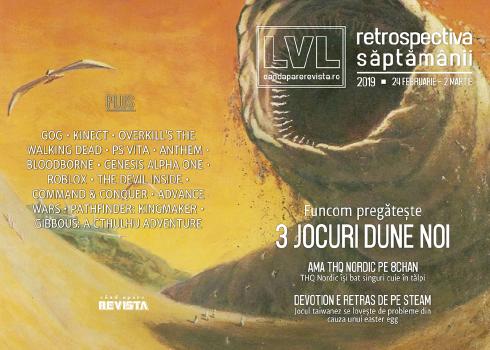 LVL
candaparerevista.ro
retrospectiva
săptămânii
2019 ■ 24 FEBRUARIE - 2 MARTIE
PLUS
GOG • KINECT • OVERKILL'S THE
WALKING DEAD • PS VITA • ANTHEM •
BLOODBORNE • GENESIS ALPHA ONE •
ROBLOX • THE DEVIL INSIDE •
COMMAND & CONQUER • ADVANCE
WARS • PATHFINDER: KINGMAKER •
GIBBOUS: A CTHULHU ADVENTURE
Funcom pregătește
3 JOCURI DUNE NOI
AMA THQ NORDIC PE 8CHAN
THQ Nordic își bat singuri cuie în tălpi
DEVOTION E RETRAS DE PE STEAM
Jocul taiwanez se lovește de probleme din
cauza unui easter egg
când apare
REVISTA